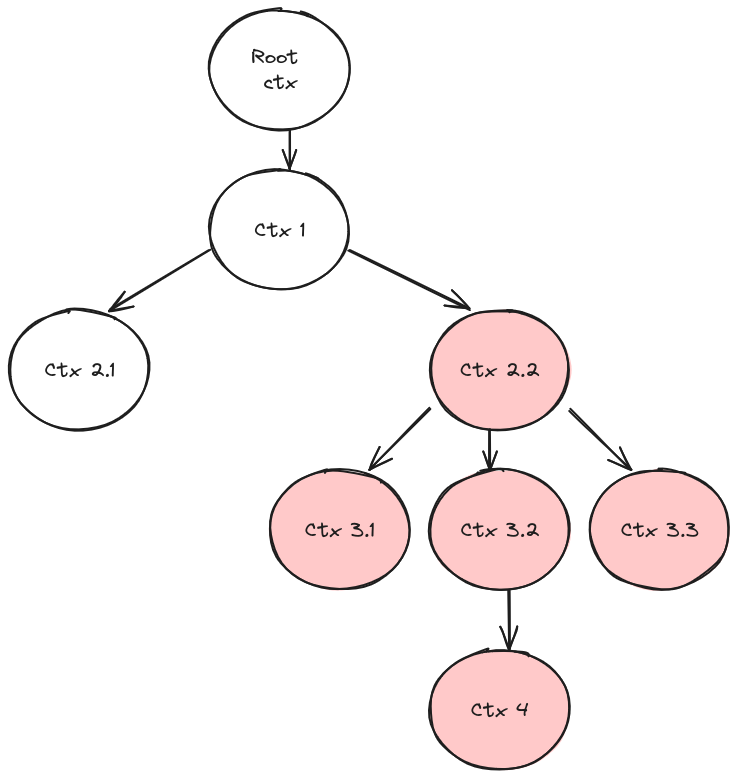 Root
ctx
Ctx 1
Ctx 2.1
Ctx 2.2
Ctx 3.1
Ctx 3.2
Ctx 3.3
Ctx 4